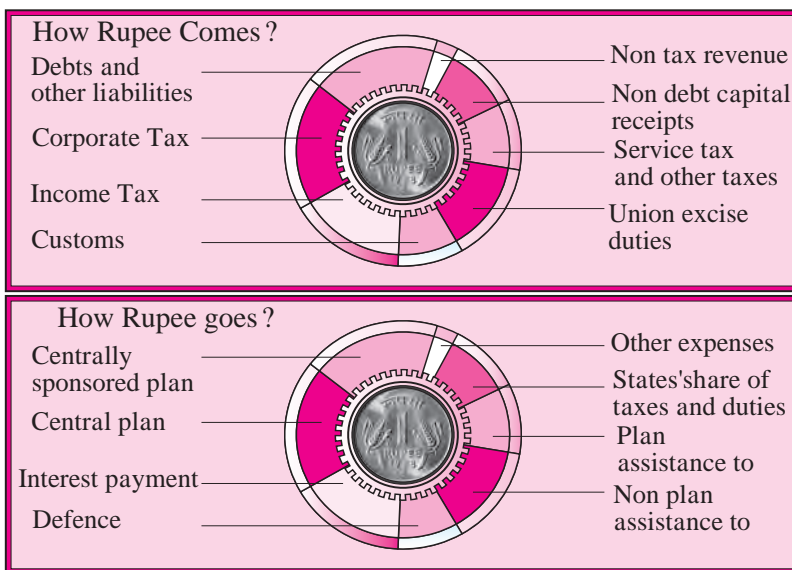 How Rupee Comes ?
Debts and
other liabilities
Corporate Tax
Income Tax
Customs
Non tax revenue
Non debt capital
receipts
Service tax
and other taxes
Union excise
duties
How Rupee goes ?
Centrally
sponsored plan
Central plan
Interest payment
Defence
Other expenses
States'share of
taxes and duties
Plan
assistance to
Non plan
assistance to
1
1